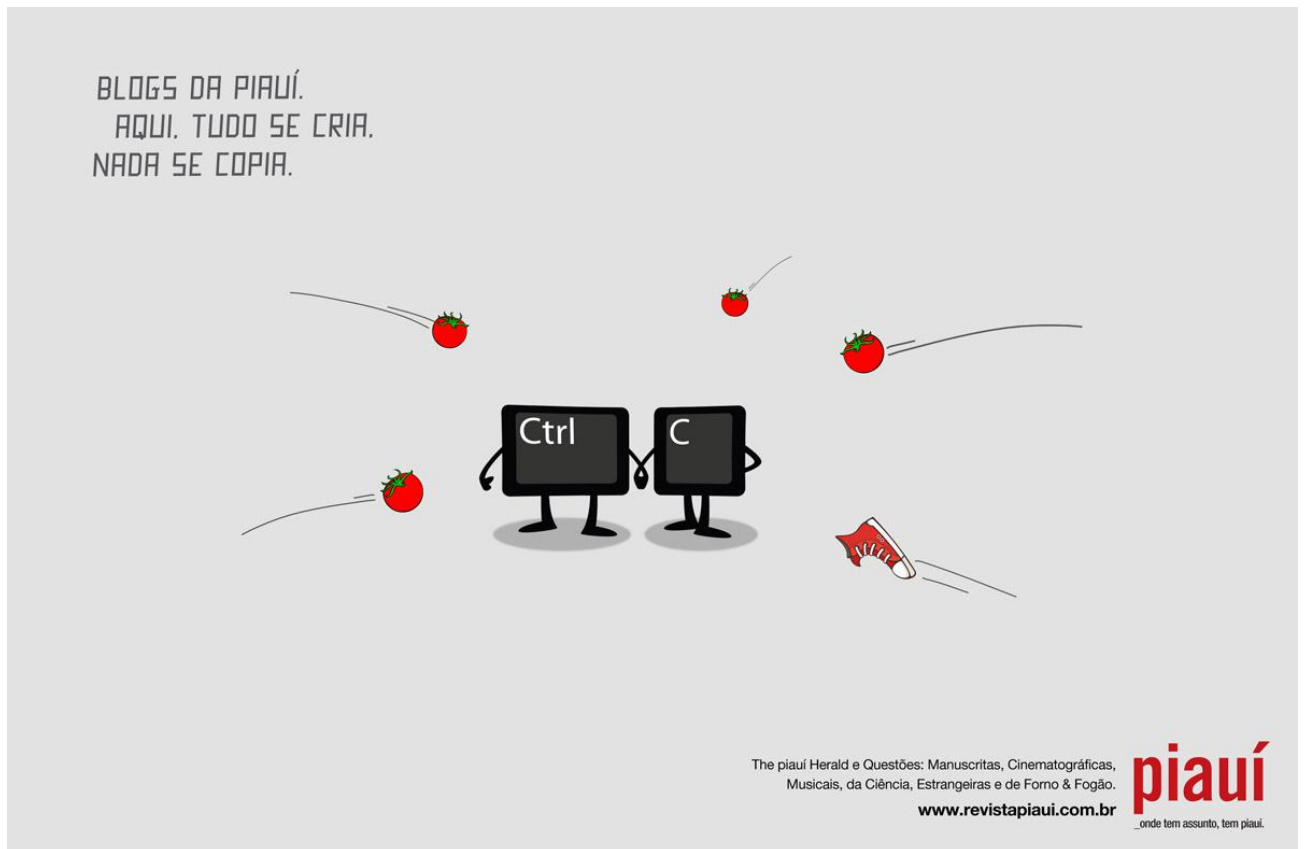 BLOGS DA PIAUÍ.
AQUI, TUDO SE CRIA,
NADA SE COPIA.
Ctrl
C
The piauí Herald e Questões: Manuscritas, Cinematográficas,
Musicais, da Ciência, Estrangeiras e de Forno & Fogão.
www.revistapiaui.com.br
piauí
_onde tem assunto, tem piauí.